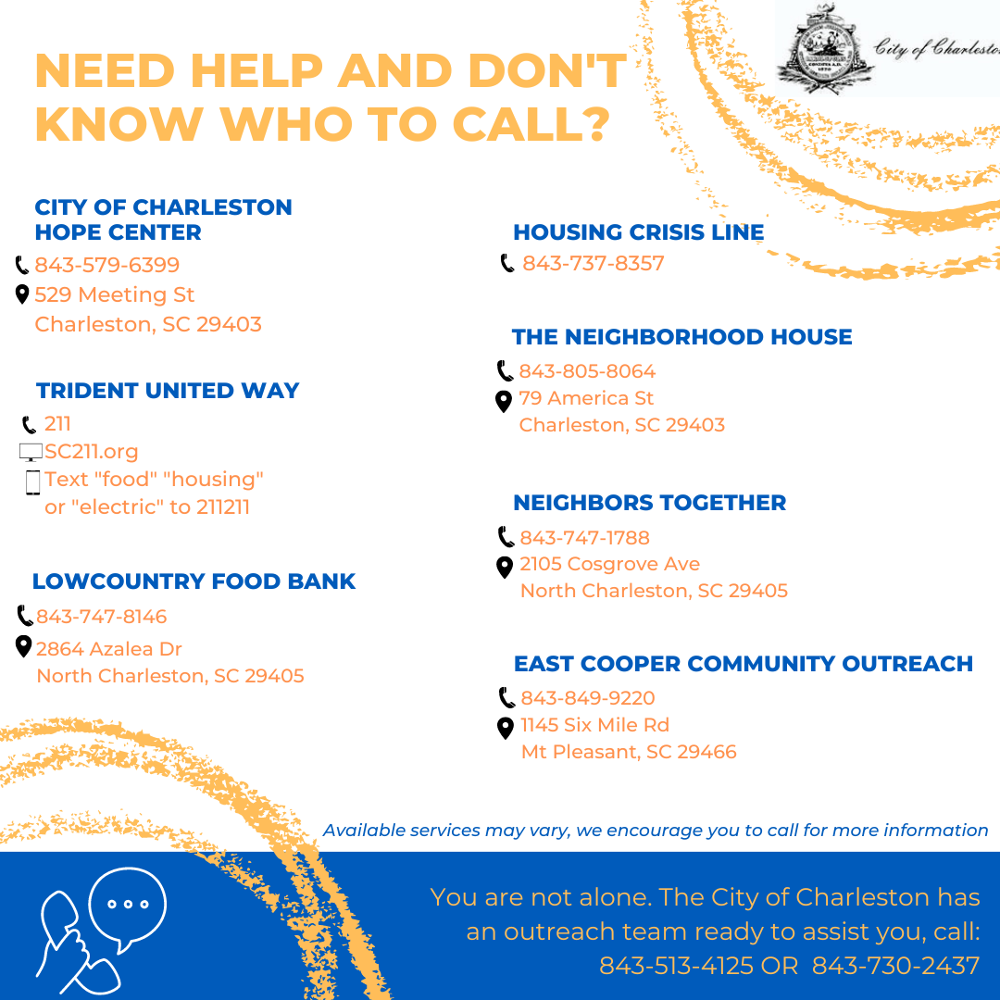 City of Charlesto
NEED HELP AND DON'T
KNOW WHO TO CALL?
CITY OF CHARLESTON
HOPE CENTER
843-579-6399
529 Meeting St
Charleston, SC 29403
TRIDENT UNITED WAY
211
SC211.org
Text "food" "housing"
or "electric" to 211211
LOWCOUNTRY FOOD BANK
843-747-8146
2864 Azalea Dr
North Charleston, SC 29405
HOUSING CRISIS LINE
843-737-8357
THE NEIGHBORHOOD HOUSE
843-805-8064
79 America St
Charleston, SC 29403
NEIGHBORS TOGETHER
843-747-1788
2105 Cosgrove Ave
North Charleston, SC 29405
EAST COOPER COMMUNITY OUTREACH
843-849-9220
1145 Six Mile Rd
Mt Pleasant, SC 29466
Available services may vary, we encourage you to call for more information
You are not alone. The City of Charleston has
an outreach team ready to assist you, call:
843-513-4125 OR 843-730-2437